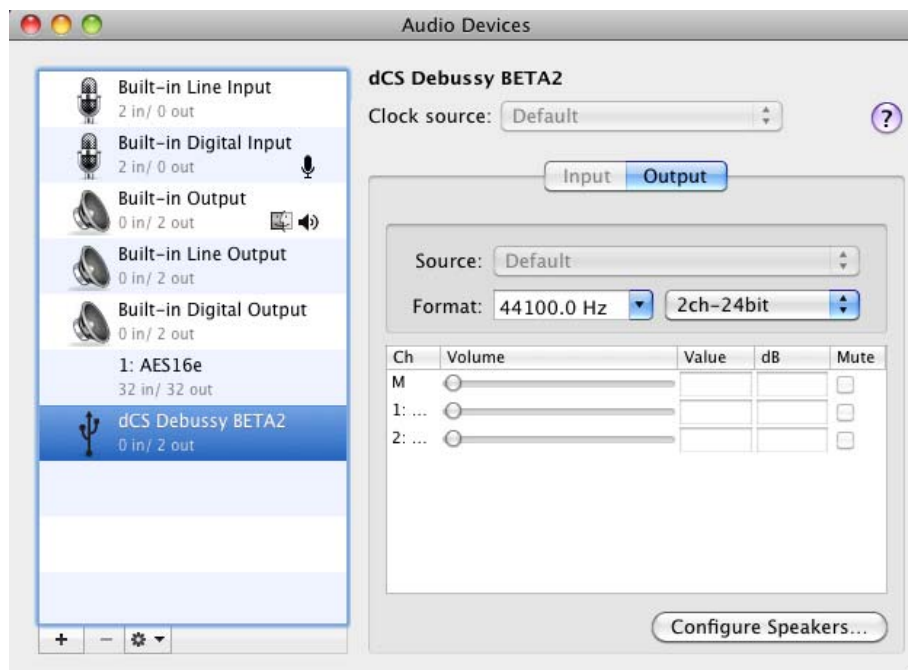 Audio Devices
Built-in Line Input
2 in/ 0 out
Built-in Digital Input
2 in/ 0 out
Built-in Output
0 in/ 2 out
Built-in Line Output
0 in/ 2 out
Built-in Digital Output
0 in/ 2 out
1: AES16e
32 in/ 32 out
dCS Debussy BETA2
0 in/ 2 out
+ −
dCS Debussy BETA2
Clock source: Default ?
Input Output
Source: Default
Format: 44100.0 Hz 2ch-24bit
Ch Volume Value dB Mute
M
1: ...
2: ...
Configure Speakers...